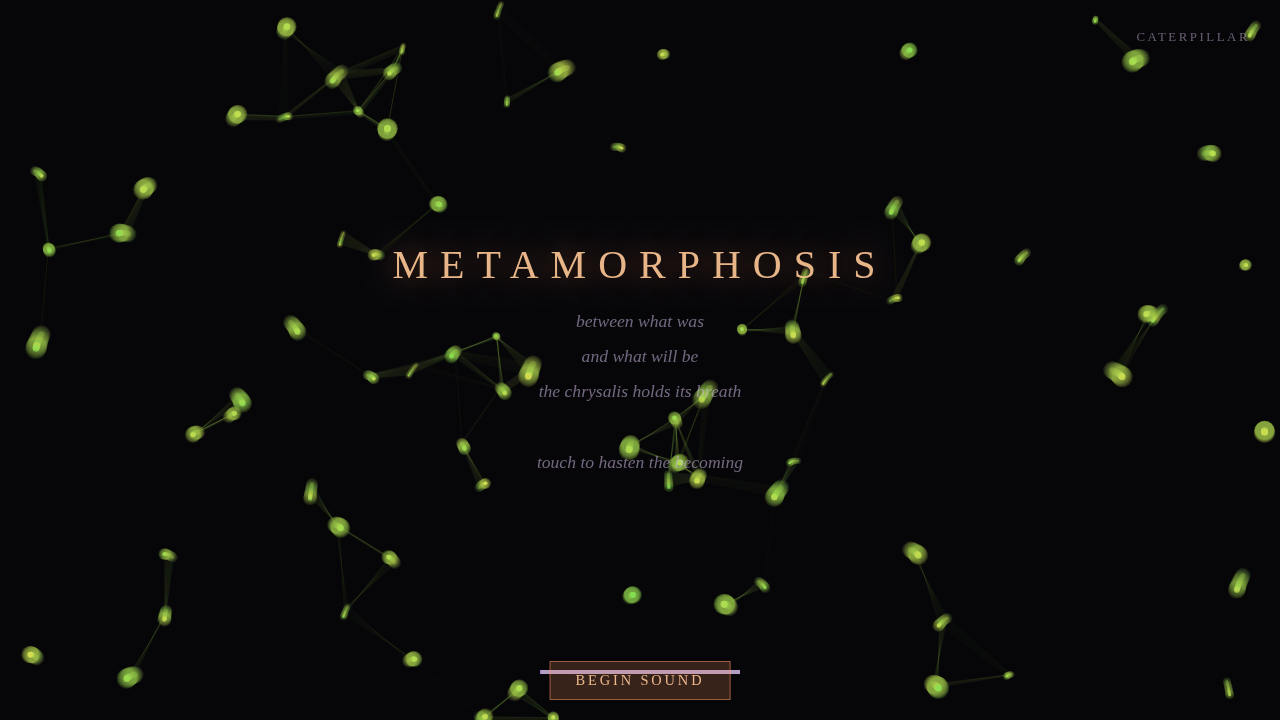 CATERPILLAR
METAMORPHOSIS
between what was
and what will be
the chrysalis holds its breath
touch to hasten the becoming
BEGIN SOUND